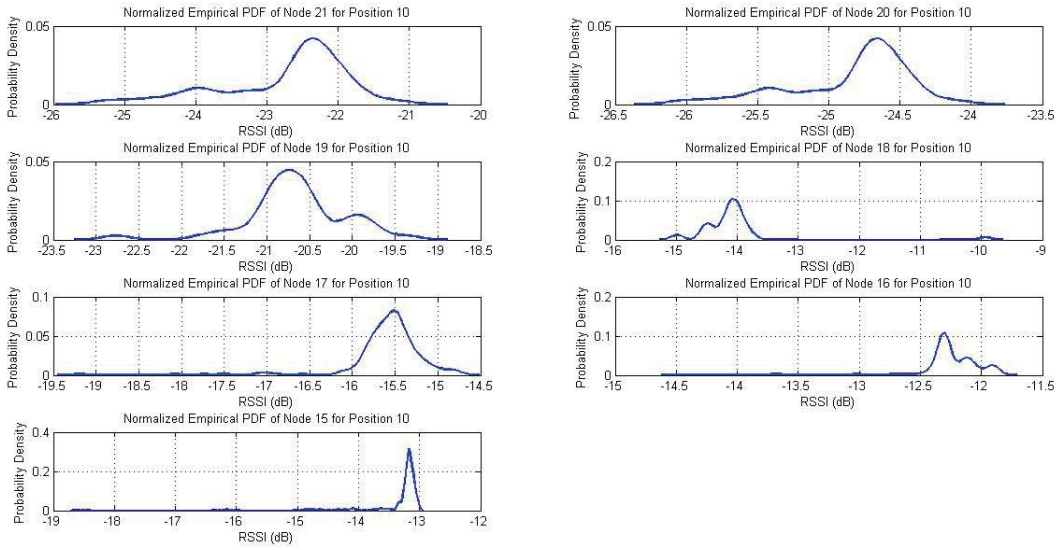 Normalized Empirical PDF of Node 21 for Position 10
Probability Density
0.05
0
-26 -25 -24 -23 -22 -21 -20
RSSI (dB)
Normalized Empirical PDF of Node 20 for Position 10
Probability Density
0.05
0
-26.5 -26 -25.5 -25 -24.5 -24 -23.5
RSSI (dB)
Normalized Empirical PDF of Node 19 for Position 10
Probability Density
0.05
0
-23.5 -23 -22.5 -22 -21.5 -21 -20.5 -20 -19.5 -19 -18.5
RSSI (dB)
Normalized Empirical PDF of Node 18 for Position 10
Probability Density
0.2
0.1
0
-16 -15 -14 -13 -12 -11 -10 -9
RSSI (dB)
Normalized Empirical PDF of Node 17 for Position 10
Probability Density
0.1
0.05
0
-19.5 -19 -18.5 -18 -17.5 -17 -16.5 -16 -15.5 -15 -14.5
RSSI (dB)
Normalized Empirical PDF of Node 16 for Position 10
Probability Density
0.2
0.1
0
-15 -14.5 -14 -13.5 -13 -12.5 -12 -11.5
RSSI (dB)
Normalized Empirical PDF of Node 15 for Position 10
Probability Density
0.4
0.2
0
-19 -18 -17 -16 -15 -14 -13 -12
RSSI (dB)